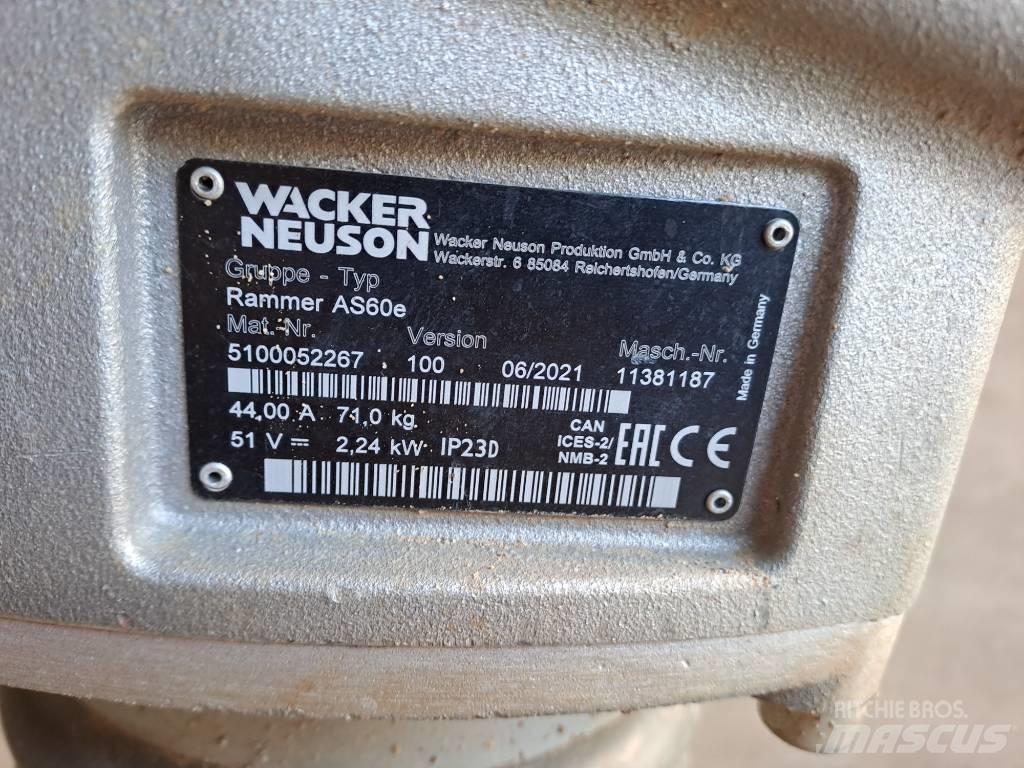 WACKER
NEUSON
Wacker Neuson Produktion GmbH & Co. KG
Wackerstr. 6 85084 Reichertshofen/Germany
Gruppe - Typ
Rammer AS60e
Mat.-Nr. Version Masch.-Nr.
5100052267 100 06/2021 11381187
Made in Germany
44,00 A 71,0 kg
51 V 2,24 kW IP23D
CAN
ICES-2/
NMB-2
EAC CE
RITCHIE BROS.
MASCUS